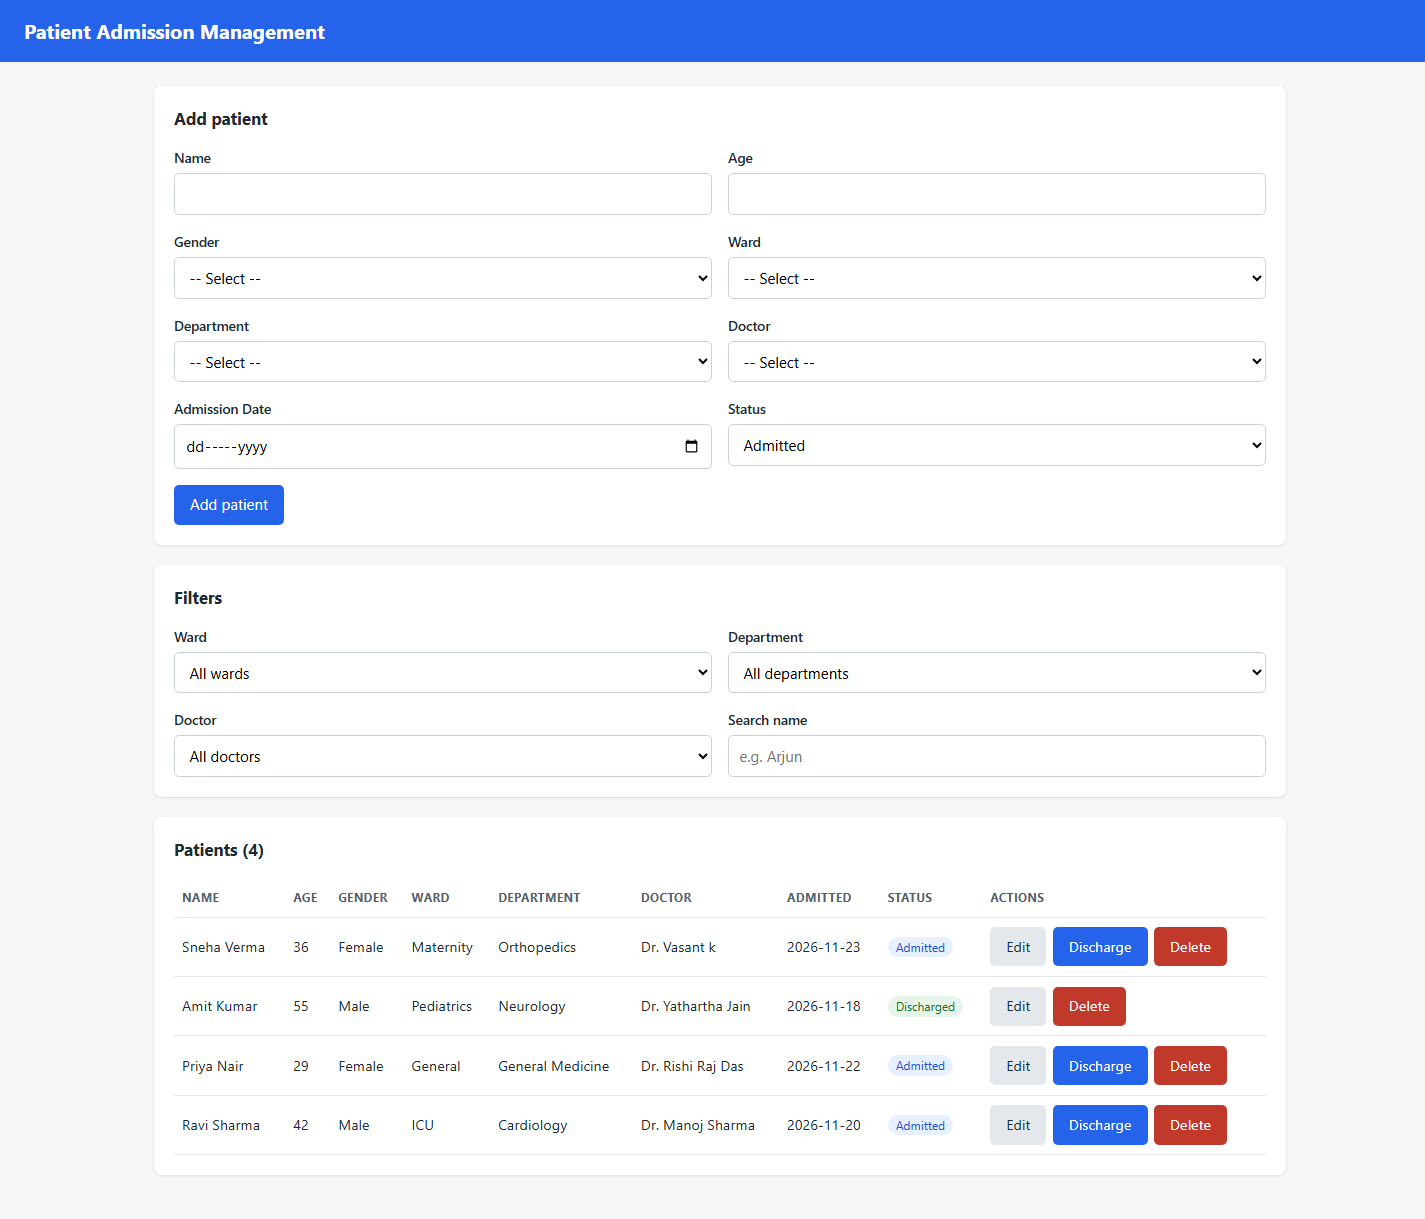 Patient Admission Management
Add patient
Name Age
Gender Ward
-- Select -- -- Select --
Department Doctor
-- Select -- -- Select --
Admission Date Status
dd-----yyyy Admitted
Add patient
Filters
Ward Department
All wards All departments
Doctor Search name
All doctors e.g. Arjun
Patients (4)
NAME AGE GENDER WARD DEPARTMENT DOCTOR ADMITTED STATUS ACTIONS
Sneha Verma 36 Female Maternity Orthopedics Dr. Vasant k 2026-11-23 Admitted Edit Discharge Delete
Amit Kumar 55 Male Pediatrics Neurology Dr. Yathartha Jain 2026-11-18 Discharged Edit Delete
Priya Nair 29 Female General General Medicine Dr. Rishi Raj Das 2026-11-22 Admitted Edit Discharge Delete
Ravi Sharma 42 Male ICU Cardiology Dr. Manoj Sharma 2026-11-20 Admitted Edit Discharge Delete